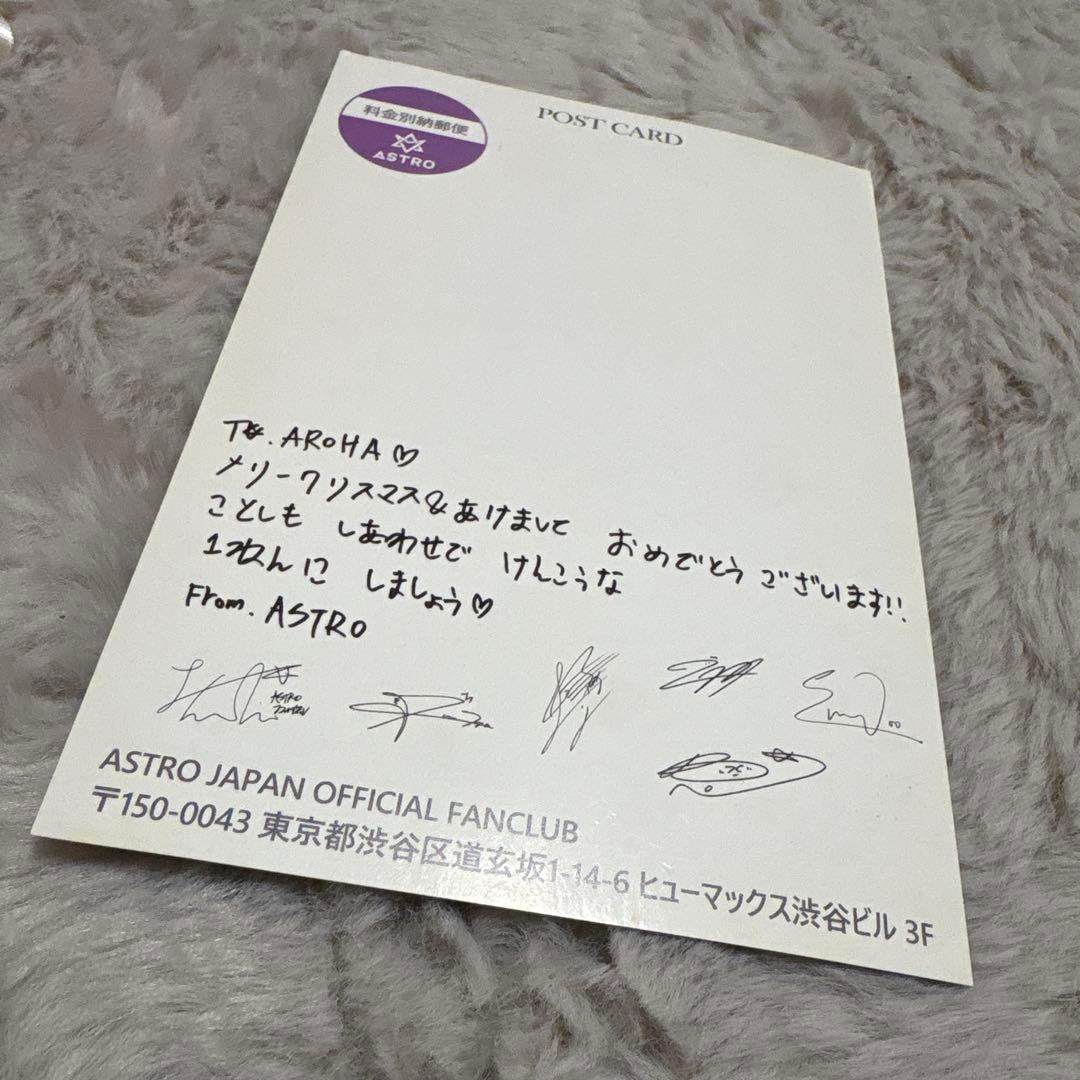 料金別納郵便
ASTRO
POST CARD
To. AROHA♡
メリークリスマス&あけまして おめでとう ございます!!
ことしも しあわせで けんこうな
1ねんに しましょう♡
From. ASTRO
ASTRO
ASTRO JAPAN OFFICIAL FANCLUB
〒150-0043 東京都渋谷区道玄坂1-14-6 ヒューマックス渋谷ビル 3F